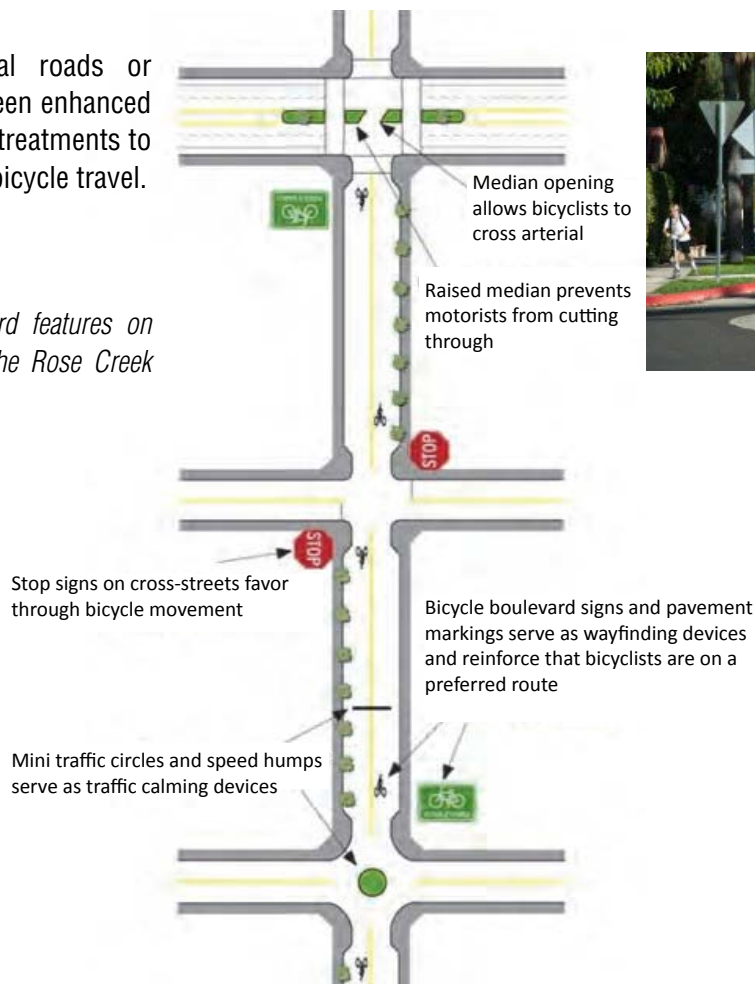 al roads or
een enhanced
treatments to
bicycle travel.
rd features on
he Rose Creek
Median opening
allows bicyclists to
cross arterial
Raised median prevents
motorists from cutting
through
STOP
STOP
Stop signs on cross-streets favor
through bicycle movement
Bicycle boulevard signs and pavement
markings serve as wayfinding devices
and reinforce that bicyclists are on a
preferred route
Mini traffic circles and speed humps
serve as traffic calming devices